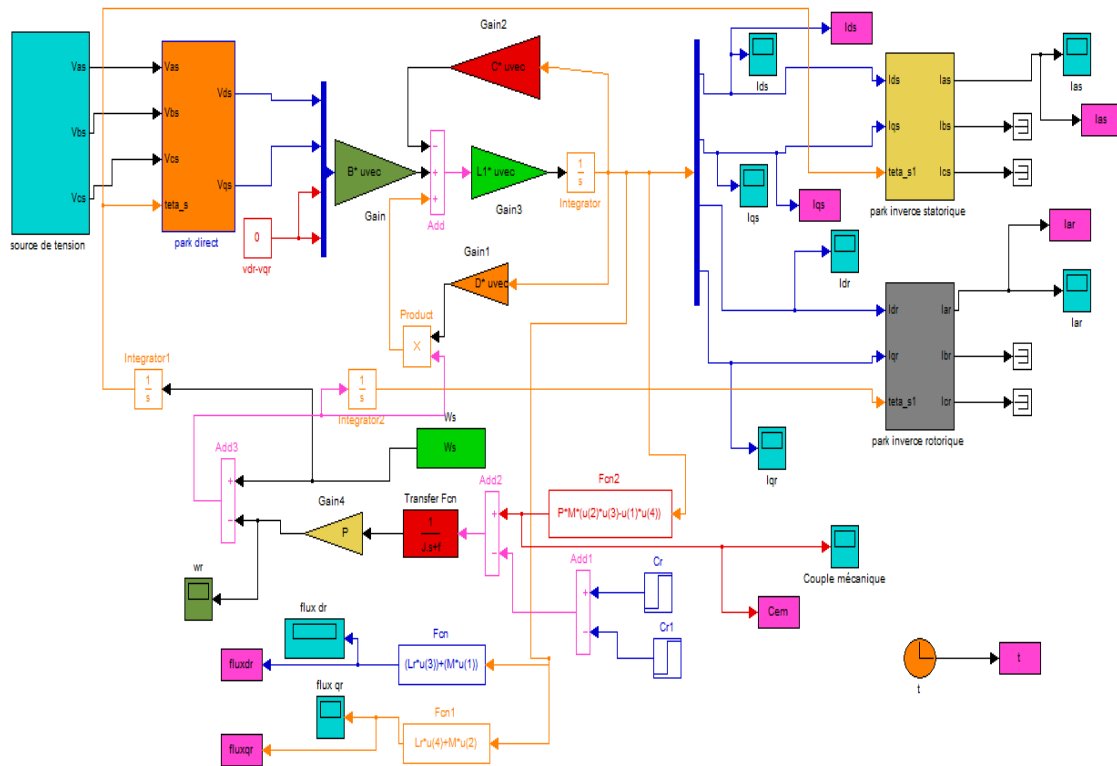 Vas
Vbs
Vcs
Vcs
source de tension
Vas
Vbs
Vcs
teta_s
Vds
Vqs
park direct
0
vdr-vqr
B* uvec
Gain
Gain2
C* uvec
Add
L1* uvec
Gain3
1
s
Integrator
Gain1
D* uvec
Product
X
Ids
Ids
Iqs
Iqs
Idr
Iqr
Ids
Iqs
teta_s1
Ias
Ibs
Ics
park inverce statorique
Ias
Ias
Idr
Iqr
teta_s1
Iar
Ibr
Icr
park inverce rotorique
Iar
Iar
Integrator1
1
s
1
s
Integrator2
Ws
Ws
Add3
Gain4
P
Transfer Fcn
1
J.s+f
Add2
Fcn2
P*M*(u(2)*u(3)-u(1)*u(4))
Add1
Cr
Cr1
Couple mécanique
Cem
wr
flux dr
fluxdr
Fcn
(Lr*u(3))+(M*u(1))
flux qr
fluxqr
Fcn1
Lr*u(4)+M*u(2)
t
t